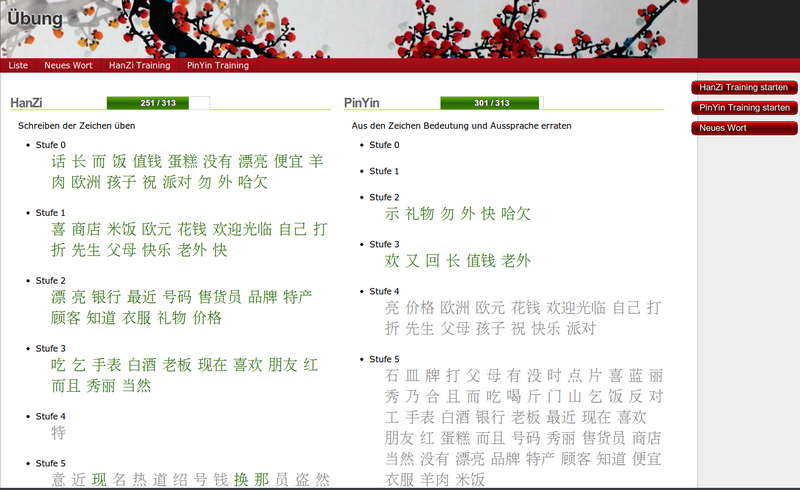 Übung
Liste Neues Wort HanZi Training PinYin Training
HanZi Training starten
PinYin Training starten
Neues Wort
HanZi 251 / 313
Schreiben der Zeichen üben
Stufe 0
话 长 而 饭 值钱 蛋糕 没有 漂亮 便宜 羊
肉 欧洲 孩子 祝 派对 勿 外 哈欠
Stufe 1
喜 商店 米饭 欧元 花钱 欢迎光临 自己 打
折 先生 父母 快乐 老外 快
Stufe 2
漂 亮 银行 最近 号码 售货员 品牌 特产
顾客 知道 衣服 礼物 价格
Stufe 3
吃 乞 手表 白酒 老板 现在 喜欢 朋友 红
而且 秀丽 当然
Stufe 4
特
Stufe 5
意 近 现 名 热 道 绍 号 钱 换 那 员 盗 然
PinYin 301 / 313
Aus den Zeichen Bedeutung und Aussprache erraten
Stufe 0
Stufe 1
Stufe 2
示 礼物 勿 外 快 哈欠
Stufe 3
欢 又 回 长 值钱 老外
Stufe 4
亮 价格 欧洲 欧元 花钱 欢迎光临 自己 打
折 先生 父母 孩子 祝 快乐 派对
Stufe 5
石 皿 牌 打 父 母 有 没 时 点 片 喜 蓝 丽
秀 乃 合 且 而 吃 喝 斤 门 山 乞 饭 反 对
工 手表 白酒 银行 老板 最近 现在 喜欢
朋友 红 蛋糕 而且 号码 秀丽 售货员 商店
当然 没有 漂亮 品牌 特产 顾客 知道 便宜
衣服 羊肉 米饭